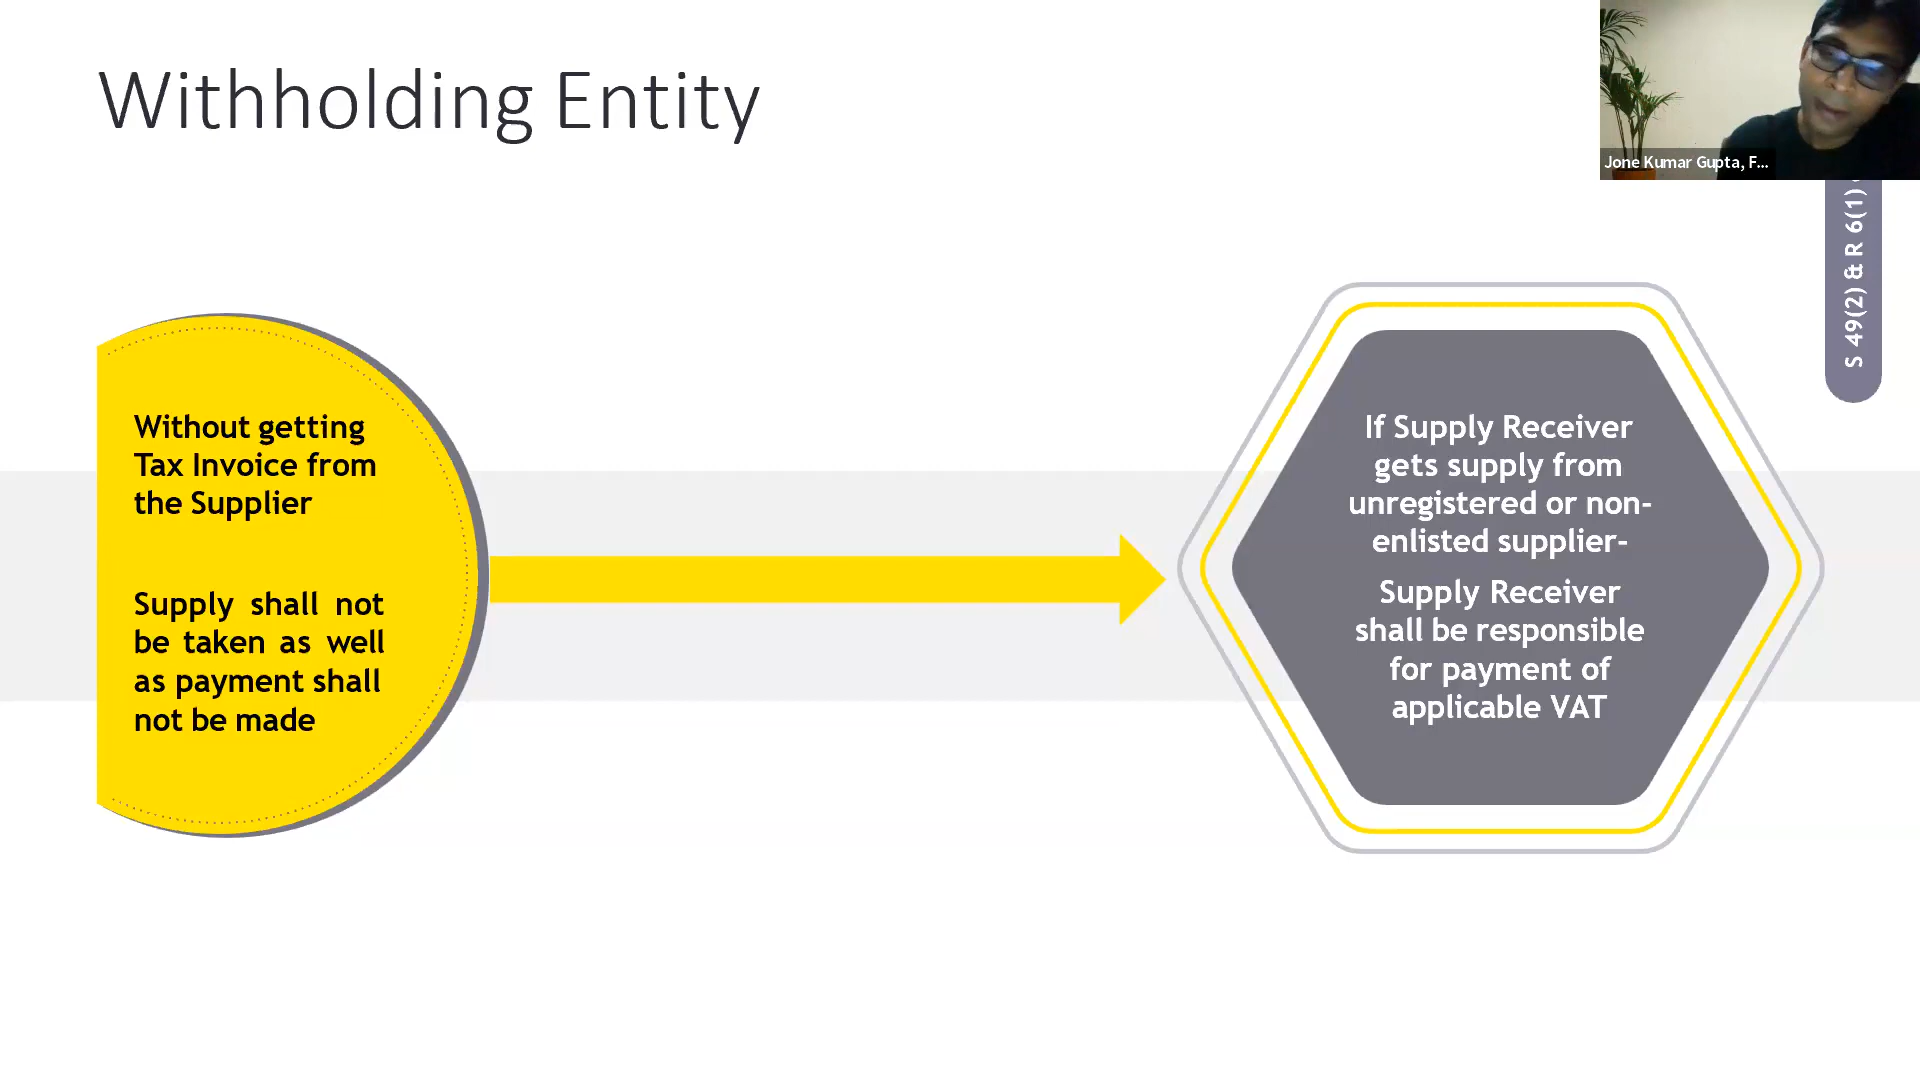 Withholding Entity
Jone Kumar Gupta, F...
S 49(2) & R 6(1)
Without getting
Tax Invoice from
the Supplier
Supply shall not
be taken as well
as payment shall
not be made
If Supply Receiver
gets supply from
unregistered or non-
enlisted supplier-
Supply Receiver
shall be responsible
for payment of
applicable VAT